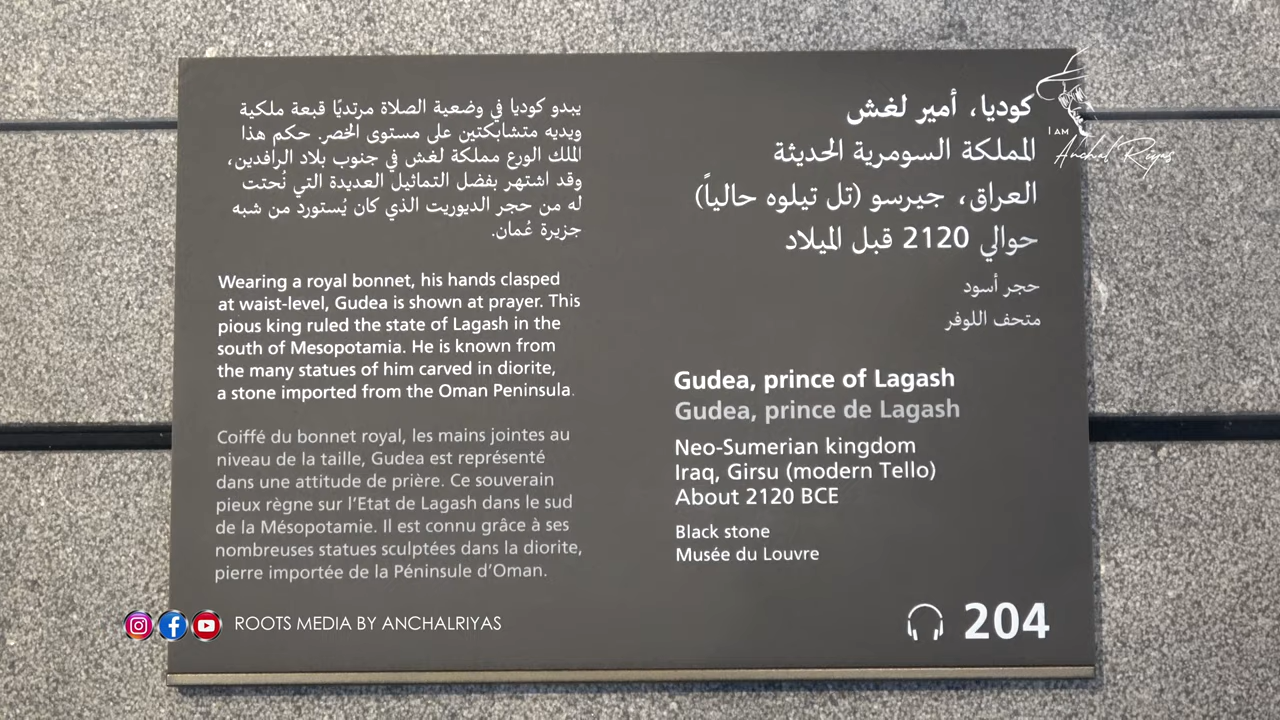 كوديا، أمير لغش
المملكة السومرية الحديثة
العراق، جيرسو (تل تيلوه حالياً)
حوالي 2120 قبل الميلاد
حجر أسود
متحف اللوفر
يبدو كوديا في وضعية الصلاة مرتديًا قبعة ملكية
ويديه متشابكتين على مستوى الخصر. حكم هذا
الملك الورع مملكة لغش في جنوب بلاد الرافدين،
وقد اشتهر بفضل التماثيل العديدة التي نُحتت
له من حجر الديوريت الذي كان يُستورد من شبه
جزيرة عُمان.
Wearing a royal bonnet, his hands clasped
at waist-level, Gudea is shown at prayer. This
pious king ruled the state of Lagash in the
south of Mesopotamia. He is known from
the many statues of him carved in diorite,
a stone imported from the Oman Peninsula.
Coiffé du bonnet royal, les mains jointes au
niveau de la taille, Gudea est représenté
dans une attitude de prière. Ce souverain
pieux règne sur l'Etat de Lagash dans le sud
de la Mésopotamie. Il est connu grâce à ses
nombreuses statues sculptées dans la diorite,
pierre importée de la Péninsule d'Oman.
Gudea, prince of Lagash
Gudea, prince de Lagash
Neo-Sumerian kingdom
Iraq, Girsu (modern Tello)
About 2120 BCE
Black stone
Musée du Louvre
204
I AM
Anchal Riyas
ROOTS MEDIA BY ANCHALRIYAS